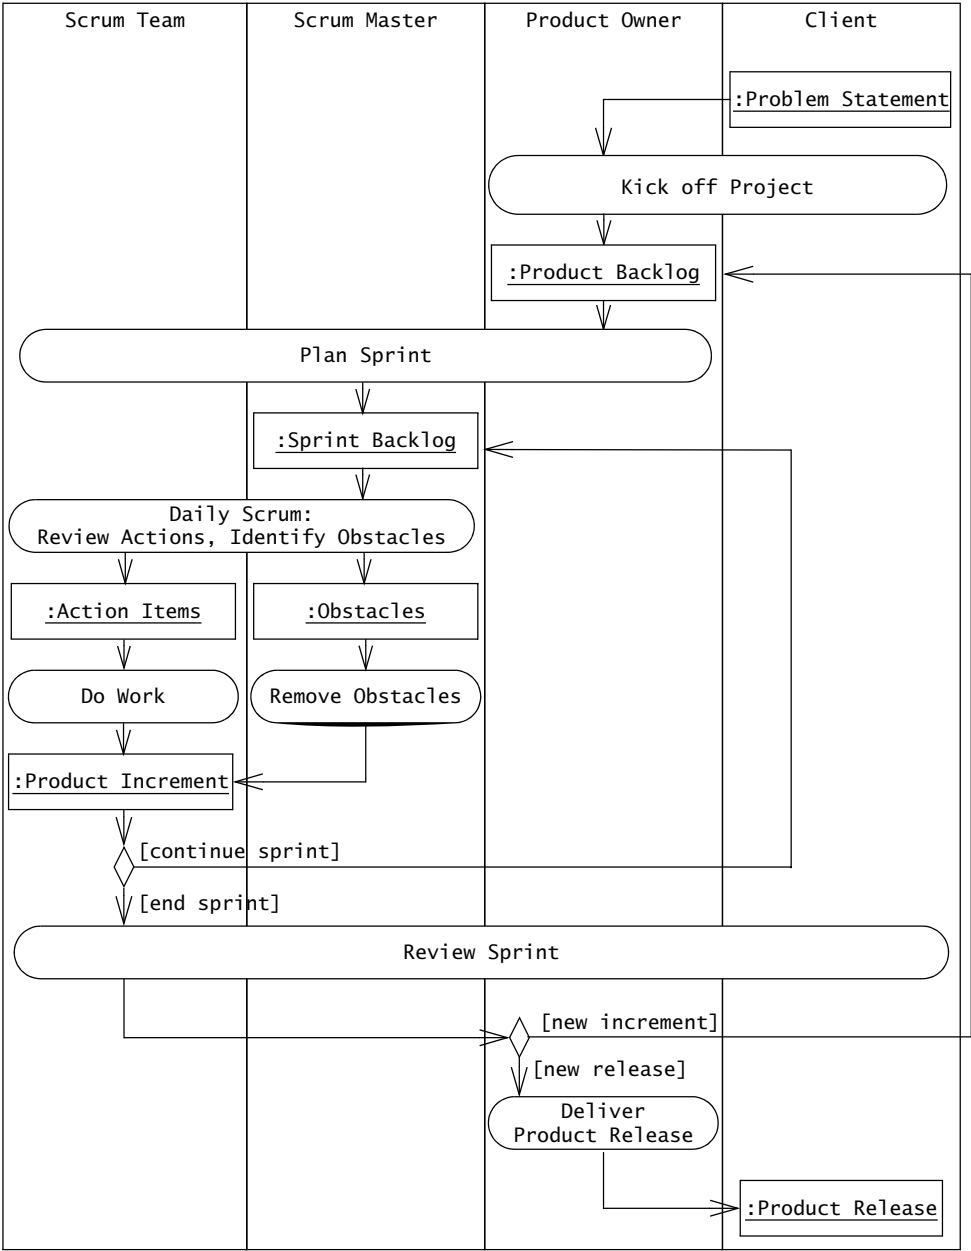 Scrum Team
Scrum Master
Product Owner
Client
:Problem Statement
Kick off Project
:Product Backlog
Plan Sprint
:Sprint Backlog
Daily Scrum:
Review Actions, Identify Obstacles
:Action Items
:Obstacles
Do Work
Remove Obstacles
:Product Increment
[continue sprint]
[end sprint]
Review Sprint
[new increment]
[new release]
Deliver
Product Release
:Product Release